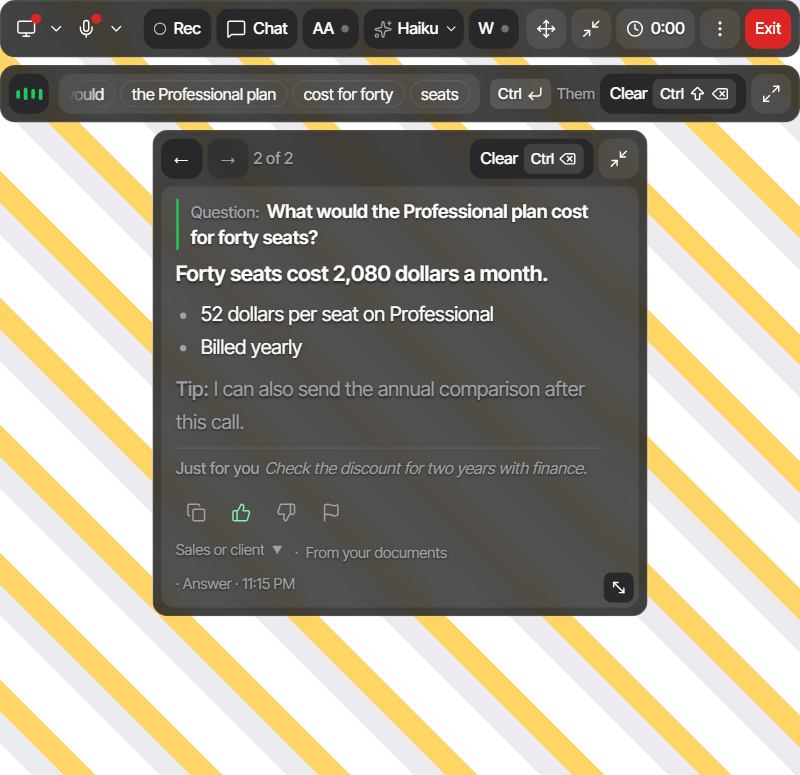 Rec
Chat
AA
Haiku
W
0:00
Exit
ould
the Professional plan
cost for forty
seats
Ctrl
Them
Clear
Ctrl
2 of 2
Clear
Ctrl
Question: What would the Professional plan cost
for forty seats?
Forty seats cost 2,080 dollars a month.
52 dollars per seat on Professional
Billed yearly
Tip: I can also send the annual comparison after
this call.
Just for you Check the discount for two years with finance.
Sales or client ▼ · From your documents
· Answer · 11:15 PM